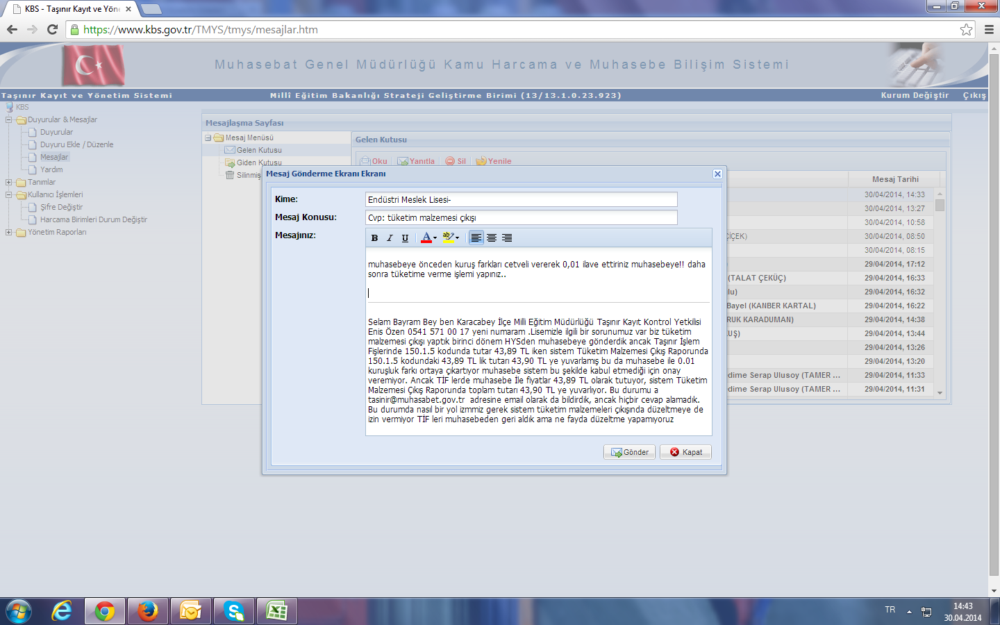 KBS - Taşınır Kayıt ve Yön
https://www.kbs.gov.tr/TMYS/tmys/mesajlar.htm
Muhasebat Genel Müdürlüğü Kamu Harcama ve Muhasebe Bilişim Sistemi
Taşınır Kayıt ve Yönetim Sistemi
Millî Eğitim Bakanlığı Strateji Geliştirme Birimi (13/13.1.0.23.923)
Kurum Değiştir
Çıkış
KBS
Duyurular & Mesajlar
Duyurular
Duyuru Ekle / Düzenle
Mesajlar
Yardım
Tanımlar
Kullanıcı İşlemleri
Şifre Değiştir
Harcama Birimleri Durum Değiştir
Yönetim Raporları
Mesajlaşma Sayfası
Mesaj Menüsü
Gelen Kutusu
Giden Kutusu
Silinmiş
Gelen Kutusu
Oku
Yanıtla
Sil
Yenile
Mesaj Gönderme Ekranı Ekranı
Kime:
Endüstri Meslek Lisesi-
Mesaj Konusu:
Cvp: tüketim malzemesi çıkışı
Mesajınız:
B I U A ab
muhasebeye önceden kuruş farkları cetveli vererek 0,01 ilave ettiriniz muhasebeye!! daha
sonra tüketime verme işlemi yapınız..
Selam Bayram Bey ben Karacabey İlçe Milli Eğitim Müdürlüğü Taşınır Kayıt Kontrol Yetkilisi
Enis Özen 0541 571 00 17 yeni numaram .Lisemizle ilgili bir sorunumuz var biz tüketim
malzemesi çıkışı yaptık birinci dönem HYSden muhasebeye gönderdik ancak Taşınır İşlem
Fişlerinde 150.1.5 kodunda tutar 43,89 TL iken sistem Tüketim Malzemesi Çıkış Raporunda
150.1.5 kodundaki 43,89 TL lik tutarı 43,90 TL ye yuvarlamış bu da muhasebe ile 0.01
kuruşluk farkı ortaya çıkartıyor muhasebe sistem bu şekilde kabul etmediği için onay
veremiyor. Ancak TİF lerde muhasebe İle fiyatlar 43,89 TL olarak tutuyor, sistem Tüketim
Malzemesi Çıkış Raporunda toplam tutarı 43,90 TL ye yuvarlıyor. Bu durumu a
tasinir@muhasabet.gov.tr adresine email olarak da bildirdik, ancak hiçbir cevap alamadık.
Bu durumda nasıl bir yol izmmiz gerek sistem tüketim malzemeleri çıkışında düzeltmeye de
izin vermiyor TİF leri muhasebeden geri aldık ama ne fayda düzeltme yapamıyoruz
Gönder
Kapat
Mesaj Tarihi
30/04/2014, 14:33
30/04/2014, 13:27
30/04/2014, 10:58
ÇİÇEK) 30/04/2014, 08:50
30/04/2014, 08:15
) 29/04/2014, 17:12
(TALAT ÇEKÜÇ) 29/04/2014, 16:33
lu) 29/04/2014, 16:32
Bayel (KANBER KARTAL) 29/04/2014, 16:22
RUK KARADUMAN) 29/04/2014, 14:38
KUŞ) 29/04/2014, 13:44
29/04/2014, 13:26
29/04/2014, 13:20
dime Serap Ulusoy (TAMER ... 29/04/2014, 11:33
dime Serap Ulusoy (TAMER ... 29/04/2014, 11:31
TR
14:43
30.04.2014